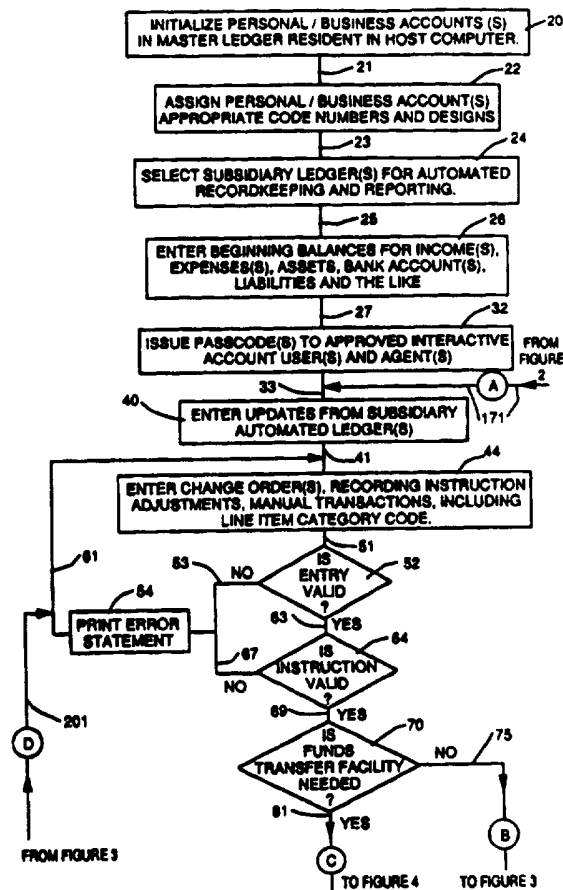 INITIALIZE PERSONAL / BUSINESS ACCOUNTS (S)
IN MASTER LEDGER RESIDENT IN HOST COMPUTER.
20
21
22
ASSIGN PERSONAL / BUSINESS ACCOUNT(S)
APPROPRIATE CODE NUMBERS AND DESIGNS
23
24
SELECT SUBSIDIARY LEDGER(S) FOR AUTOMATED
RECORDKEEPING AND REPORTING.
25
26
ENTER BEGINNING BALANCES FOR INCOME(S),
EXPENSES(S), ASSETS, BANK ACCOUNT(S),
LIABILITIES AND THE LIKE
27
32
ISSUE PASSCODE(S) TO APPROVED INTERACTIVE
ACCOUNT USER(S) AND AGENT(S)
FROM
FIGURE
2
A
33
171
40
ENTER UPDATES FROM SUBSIDIARY
AUTOMATED LEDGER(S)
41
44
ENTER CHANGE ORDER(S), RECORDING INSTRUCTION
ADJUSTMENTS, MANUAL TRANSACTIONS, INCLUDING
LINE ITEM CATEGORY CODE.
51
61
53
NO
IS
ENTRY
VALID
?
52
54
PRINT ERROR
STATEMENT
63
YES
64
67
NO
IS
INSTRUCTION
VALID
?
69
YES
70
201
D
IS
FUNDS
TRANSFER FACILITY
NEEDED
?
NO
75
81
YES
B
C
FROM FIGURE 3
TO FIGURE 4
TO FIGURE 3